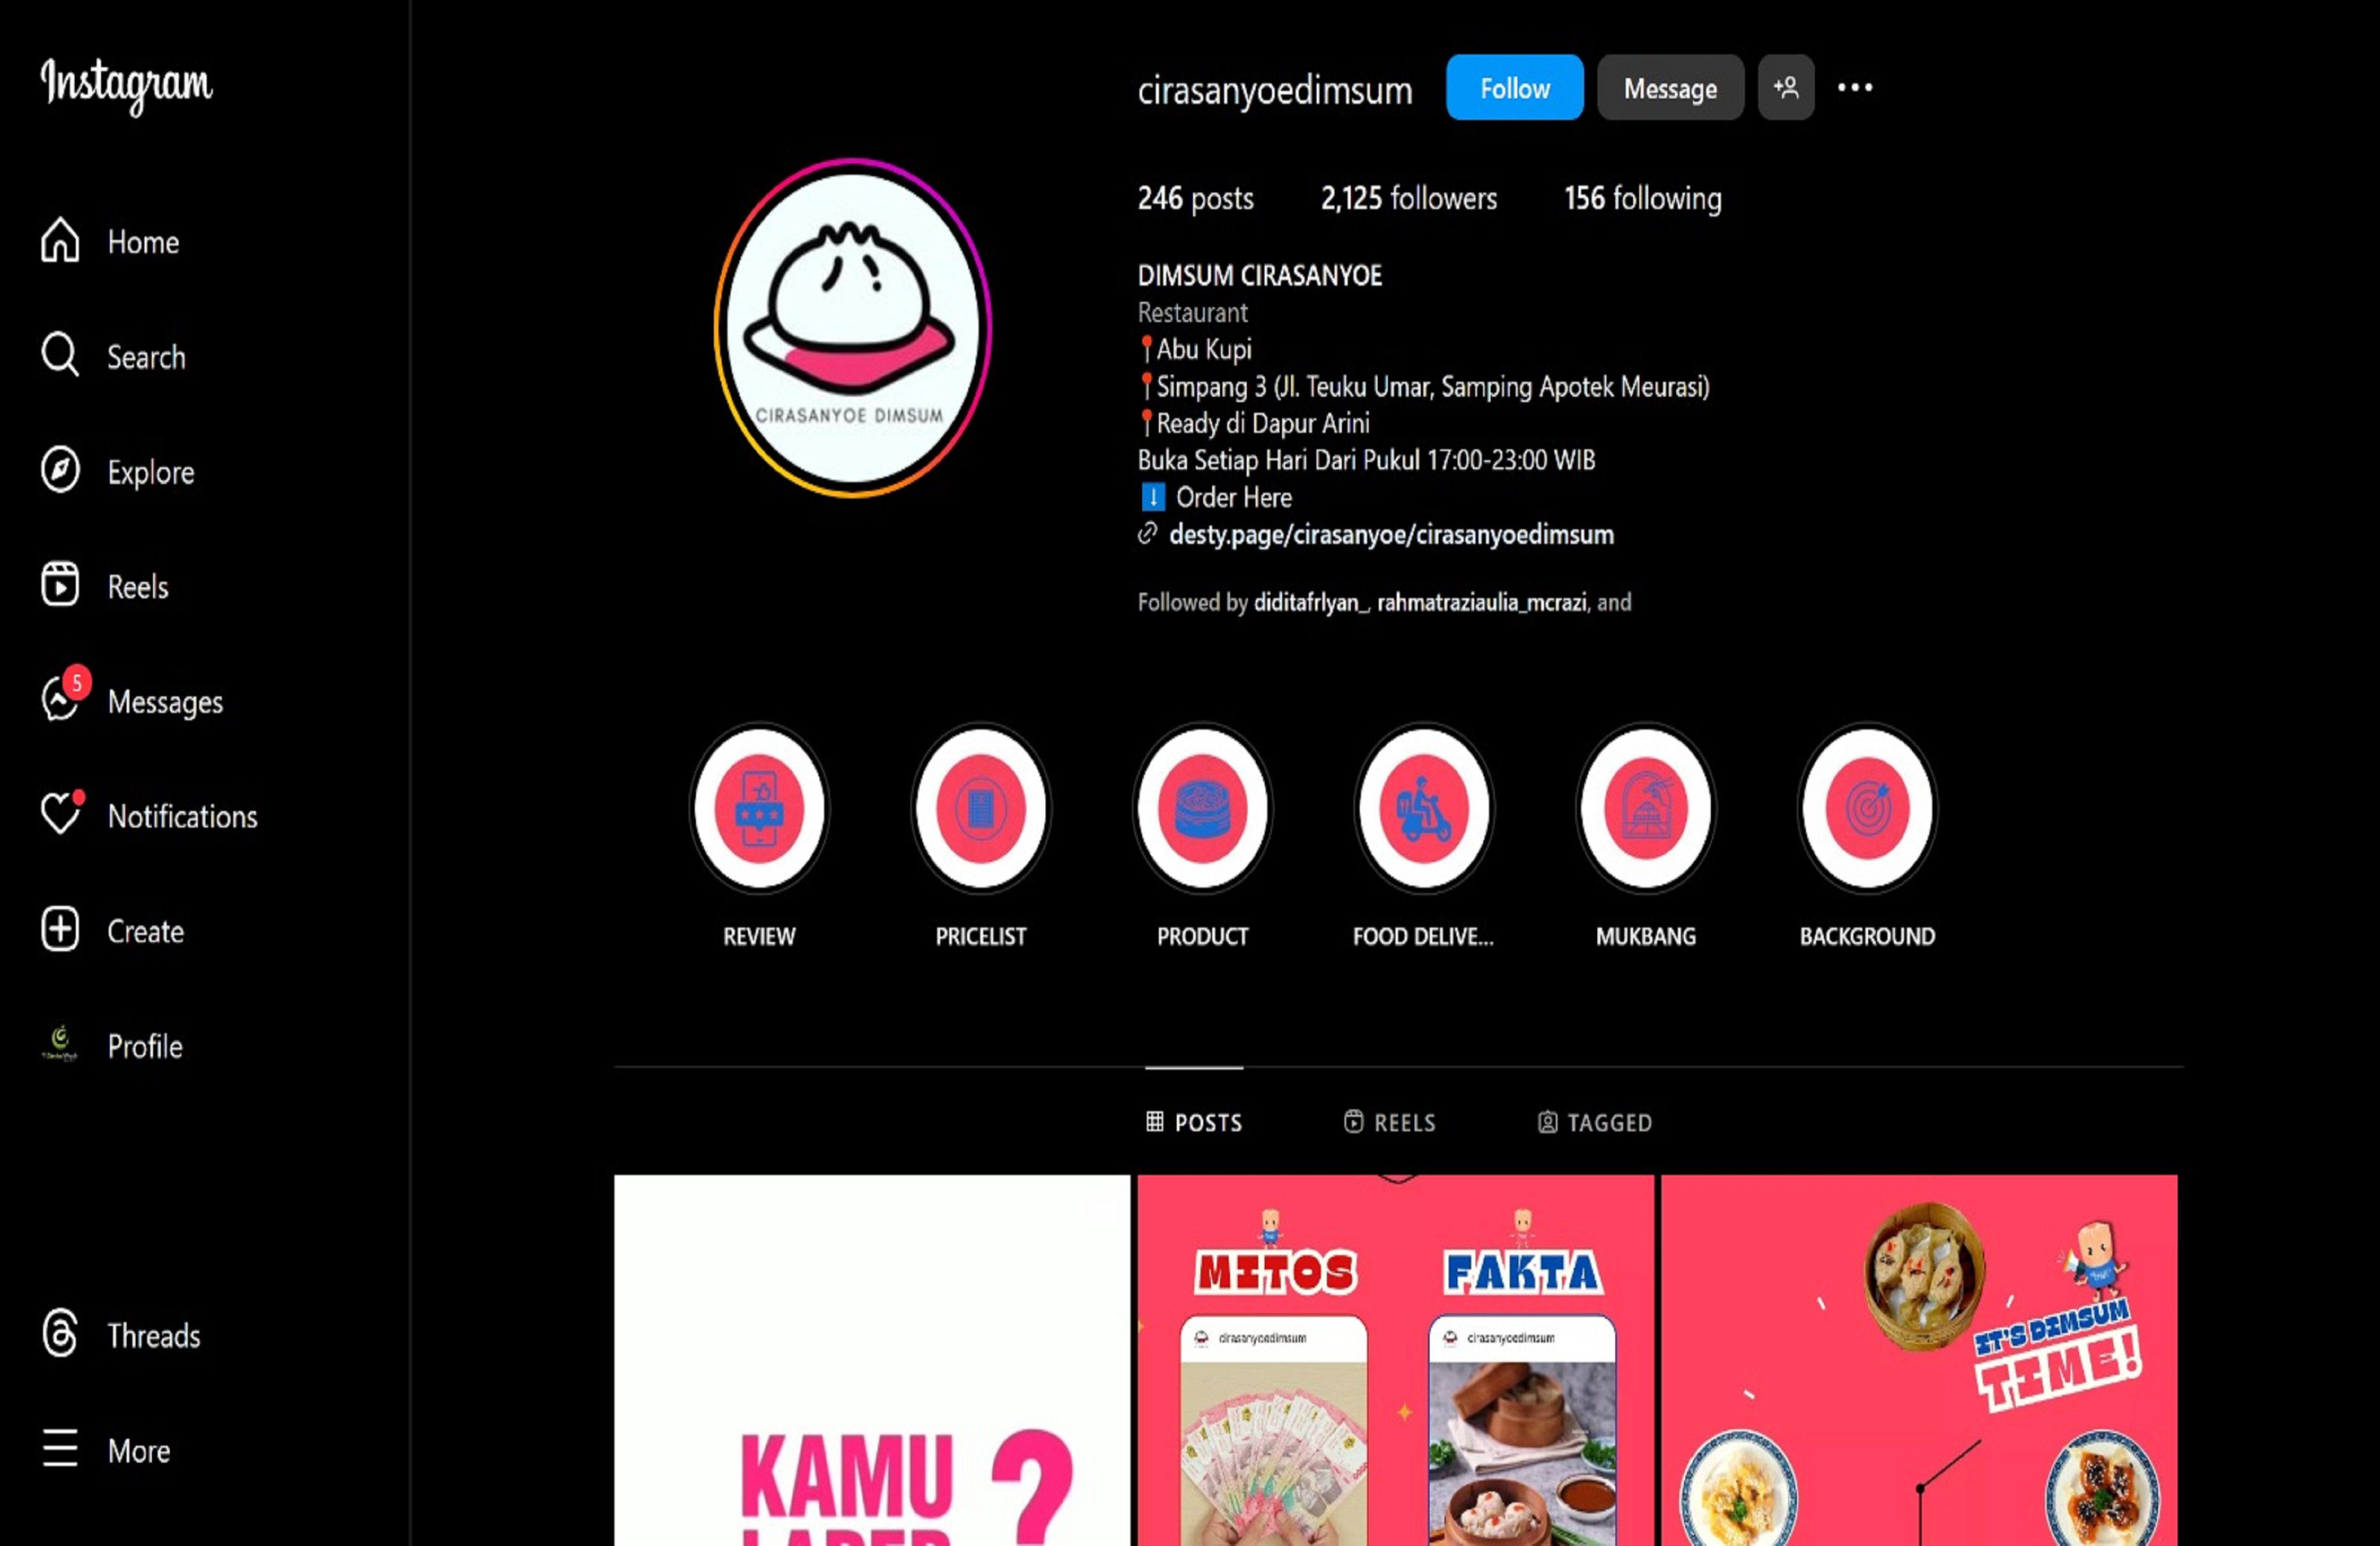 Instagram
Home
Search
Explore
Reels
5
Messages
Notifications
Create
Profile
Threads
More
cirasanyoedimsum
Follow
Message
246 posts
2,125 followers
156 following
DIMSUM CIRASANYOE
Restaurant
Abu Kupi
Simpang 3 (Jl. Teuku Umar, Samping Apotek Meurasi)
Ready di Dapur Arini
Buka Setiap Hari Dari Pukul 17:00-23:00 WIB
Order Here
desty.page/cirasanyoe/cirasanyoedimsum
Followed by diditafrlyan_, rahmatraziaulia_mcrazi, and
CIRASANYOE DIMSUM
REVIEW
PRICELIST
PRODUCT
FOOD DELIVE...
MUKBANG
BACKGROUND
POSTS
REELS
TAGGED
KAMU
?
MITOS
cirasanyoedimsum
FAKTA
cirasanyoedimsum
IT'S DIMSUM
TIME!